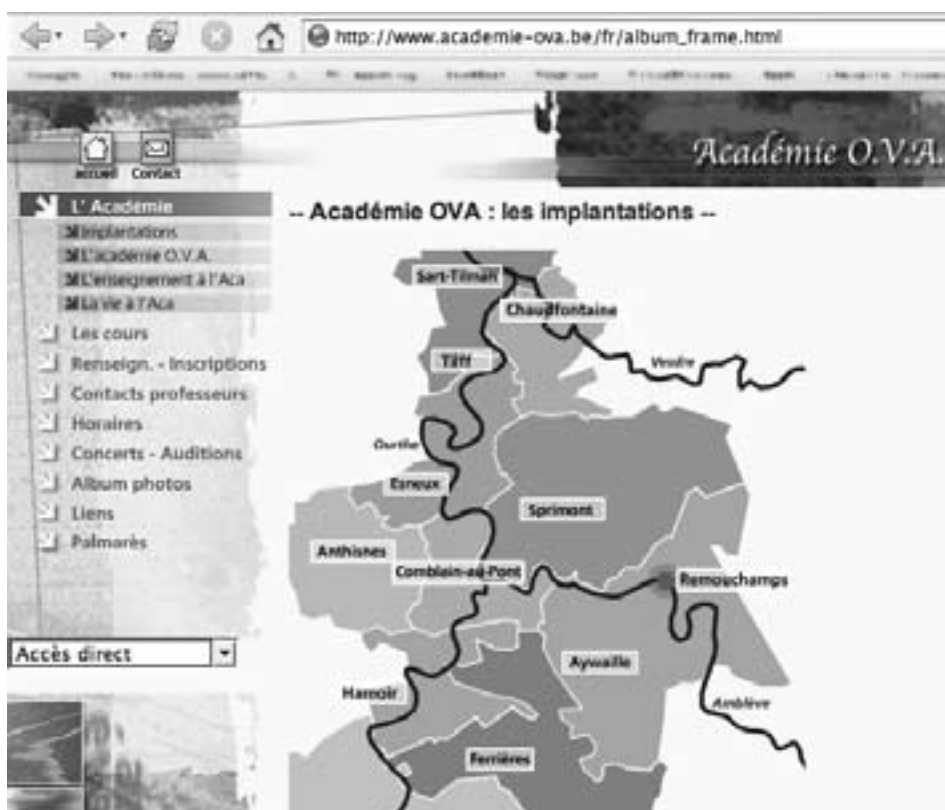 http://www.academie-ova.be/fr/album_frame.html
accueil Contact
Académie O.V.A.
L' Académie
Implantations
L'académie O.V.A.
L'enseignement à l'Aca
La vie à l'Aca
Les cours
Renseign. - Inscriptions
Contacts professeurs
Horaires
Concerts - Auditions
Album photos
Liens
Palmarès
Accès direct
-- Académie OVA : les implantations --
Sart-Tilman
Chaudfontaine
Tilff
Vesdre
Ourthe
Esneux
Sprimont
Anthisnes
Comblain-au-Pont
Remouchamps
Aywaille
Hamoir
Amblève
Ferrières